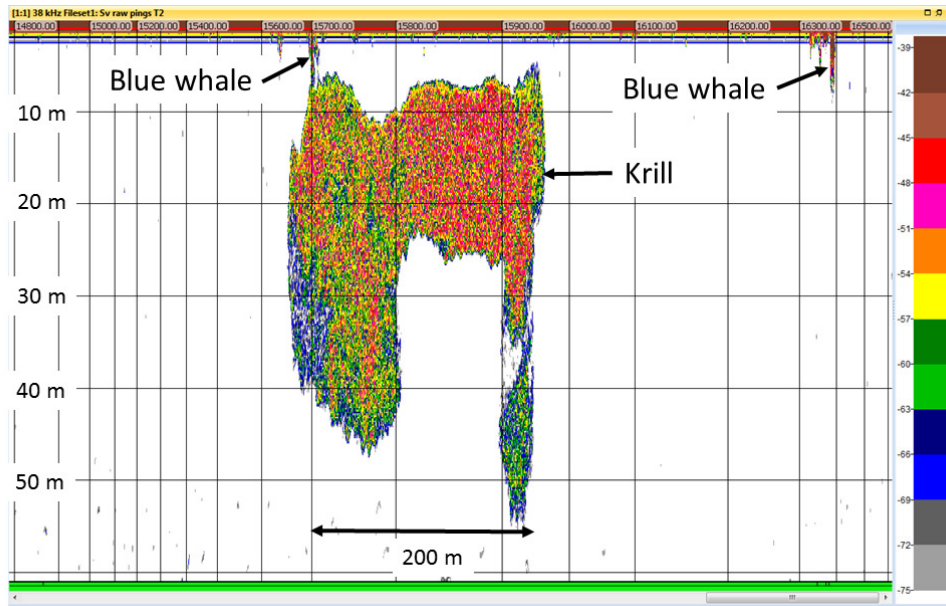 [1:1] 38 kHz Fileset1: Sv raw pings T2
14800.00 15000.00 15200.00 15400.00 15600.00 15700.00 15800.00 15900.00 16000.00 16100.00 16200.00 16300.00 16500.00
Blue whale
Blue whale
10 m
Krill
20 m
30 m
40 m
50 m
200 m
-39
-42
-45
-48
-51
-54
-57
-60
-63
-66
-69
-72
-75